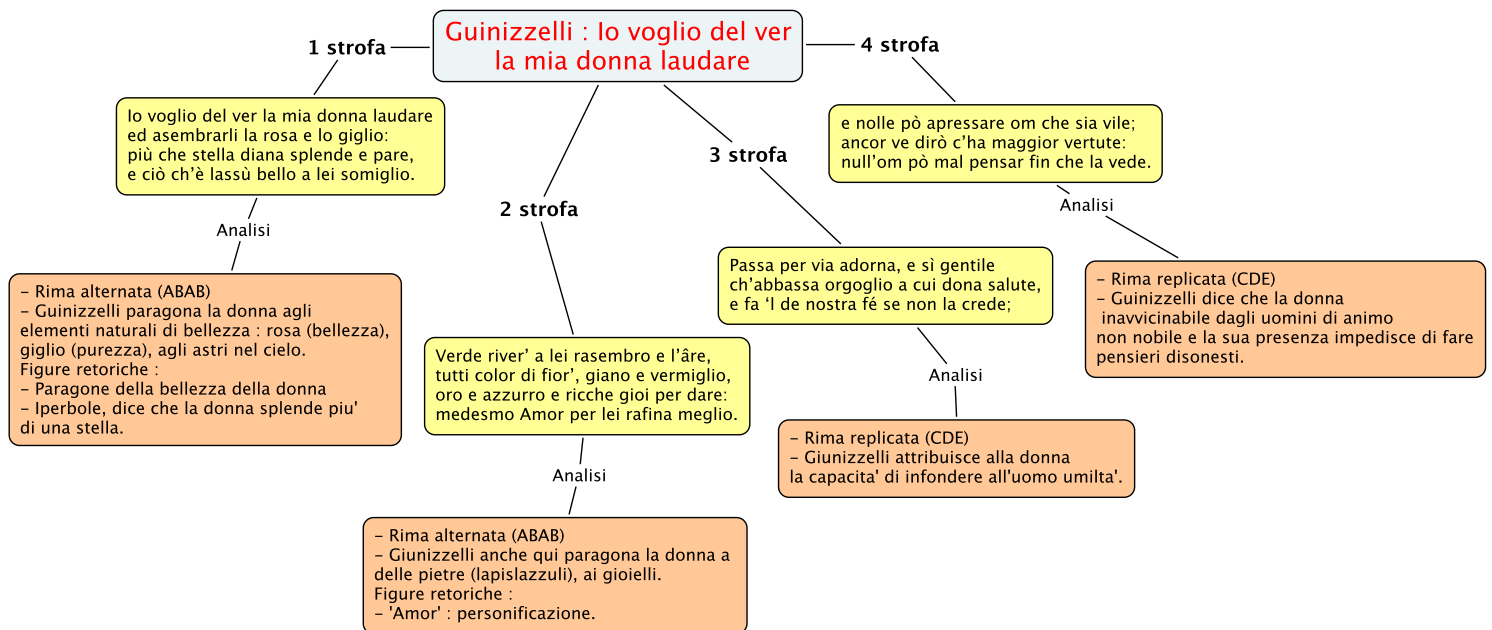 Guinizzelli : Io voglio del ver
la mia donna laudare
1 strofa
Io voglio del ver la mia donna laudare
ed asembrarli la rosa e lo giglio:
più che stella diana splende e pare,
e ciò ch'è lassù bello a lei somiglio.
Analisi
– Rima alternata (ABAB)
– Guinizzelli paragona la donna agli
elementi naturali di bellezza : rosa (bellezza),
giglio (purezza), agli astri nel cielo.
Figure retoriche :
– Paragone della bellezza della donna
– Iperbole, dice che la donna splende piu'
di una stella.
2 strofa
Verde river' a lei rasembro e l'âre,
tutti color di fior', giano e vermiglio,
oro e azzurro e ricche gioi per dare:
medesmo Amor per lei rafina meglio.
Analisi
– Rima alternata (ABAB)
– Giunizzelli anche qui paragona la donna a
delle pietre (lapislazzuli), ai gioielli.
Figure retoriche :
– 'Amor' : personificazione.
3 strofa
Passa per via adorna, e sì gentile
ch'abbassa orgoglio a cui dona salute,
e fa 'l de nostra fé se non la crede;
Analisi
– Rima replicata (CDE)
– Giunizzelli attribuisce alla donna
la capacita' di infondere all'uomo umilta'.
4 strofa
e nolle pò apressare om che sia vile;
ancor ve dirò c'ha maggior vertute:
null'om pò mal pensar fin che la vede.
Analisi
– Rima replicata (CDE)
– Guinizzelli dice che la donna
inavvicinabile dagli uomini di animo
non nobile e la sua presenza impedisce di fare
pensieri disonesti.